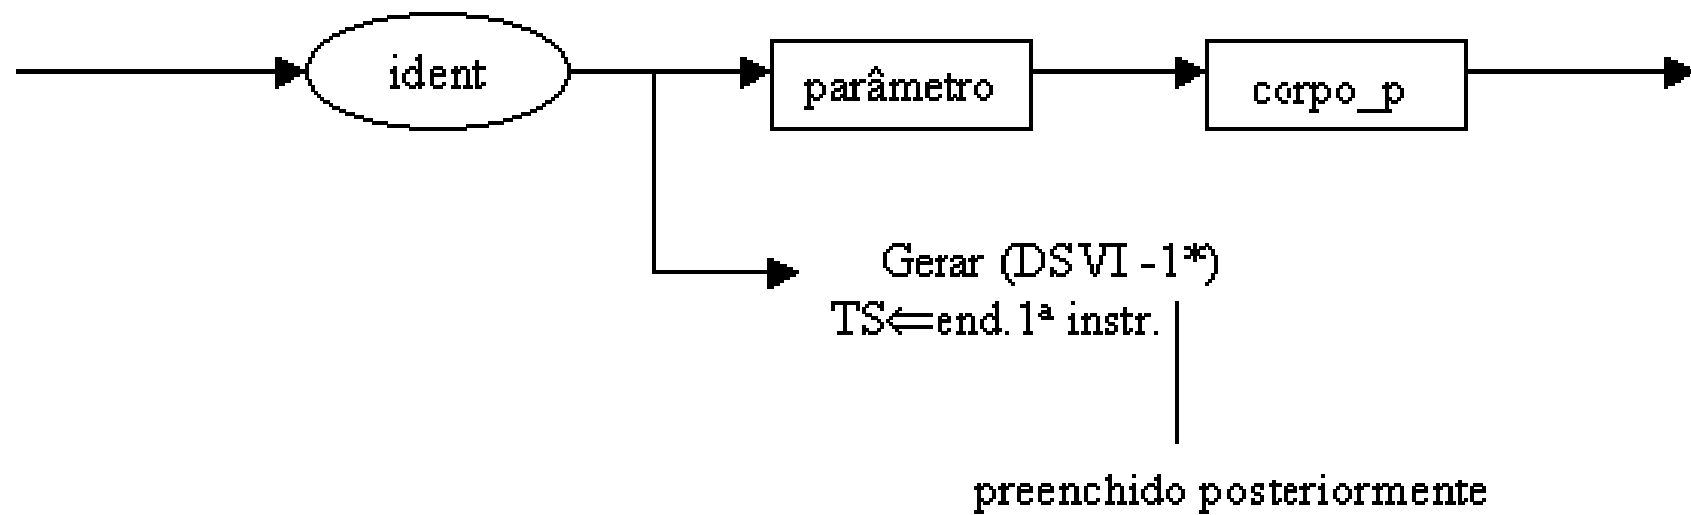 ident
parâmetro
corpo_p
Gerar (DSVI -1*)
TS⇐end.1ª instr.
preenchido posteriormente